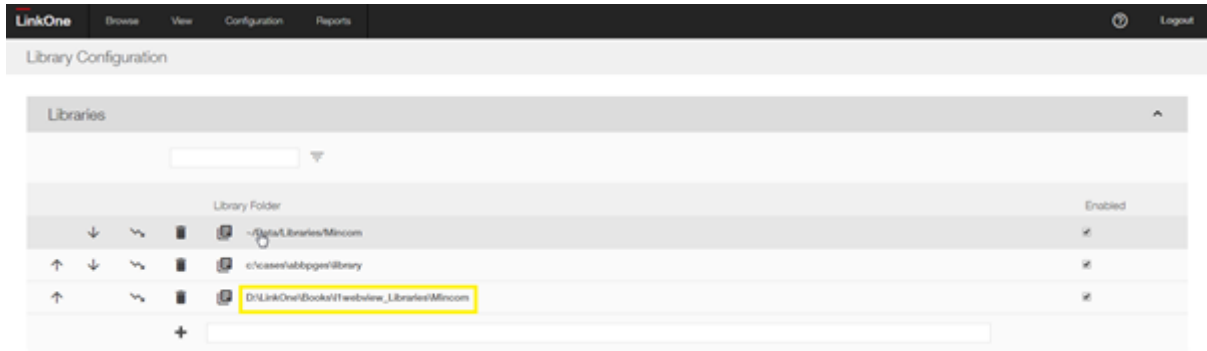 LinkOne Browse View Configuration Reports Logout
Library Configuration
Libraries
Library Folder Enabled
~/Data/Libraries/Mincom
c:\cases\abbpges\library
D:\LinkOne\Books\l1webview_Libraries\Mincom